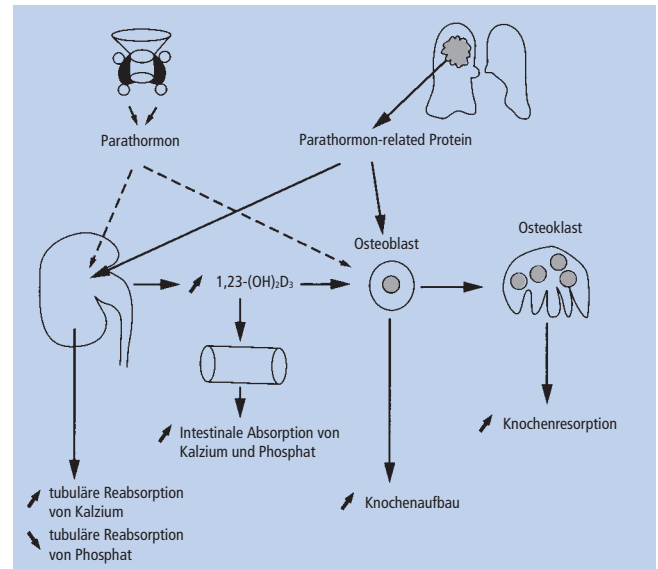 Parathormon
Parathormon-related Protein
Osteoblast
Osteoklast
1,23-(OH)₂D₃
Intestinale Absorption von
Kalzium und Phosphat
Knochenresorption
tubuläre Reabsorption
von Kalzium
tubuläre Reabsorption
von Phosphat
Knochenaufbau